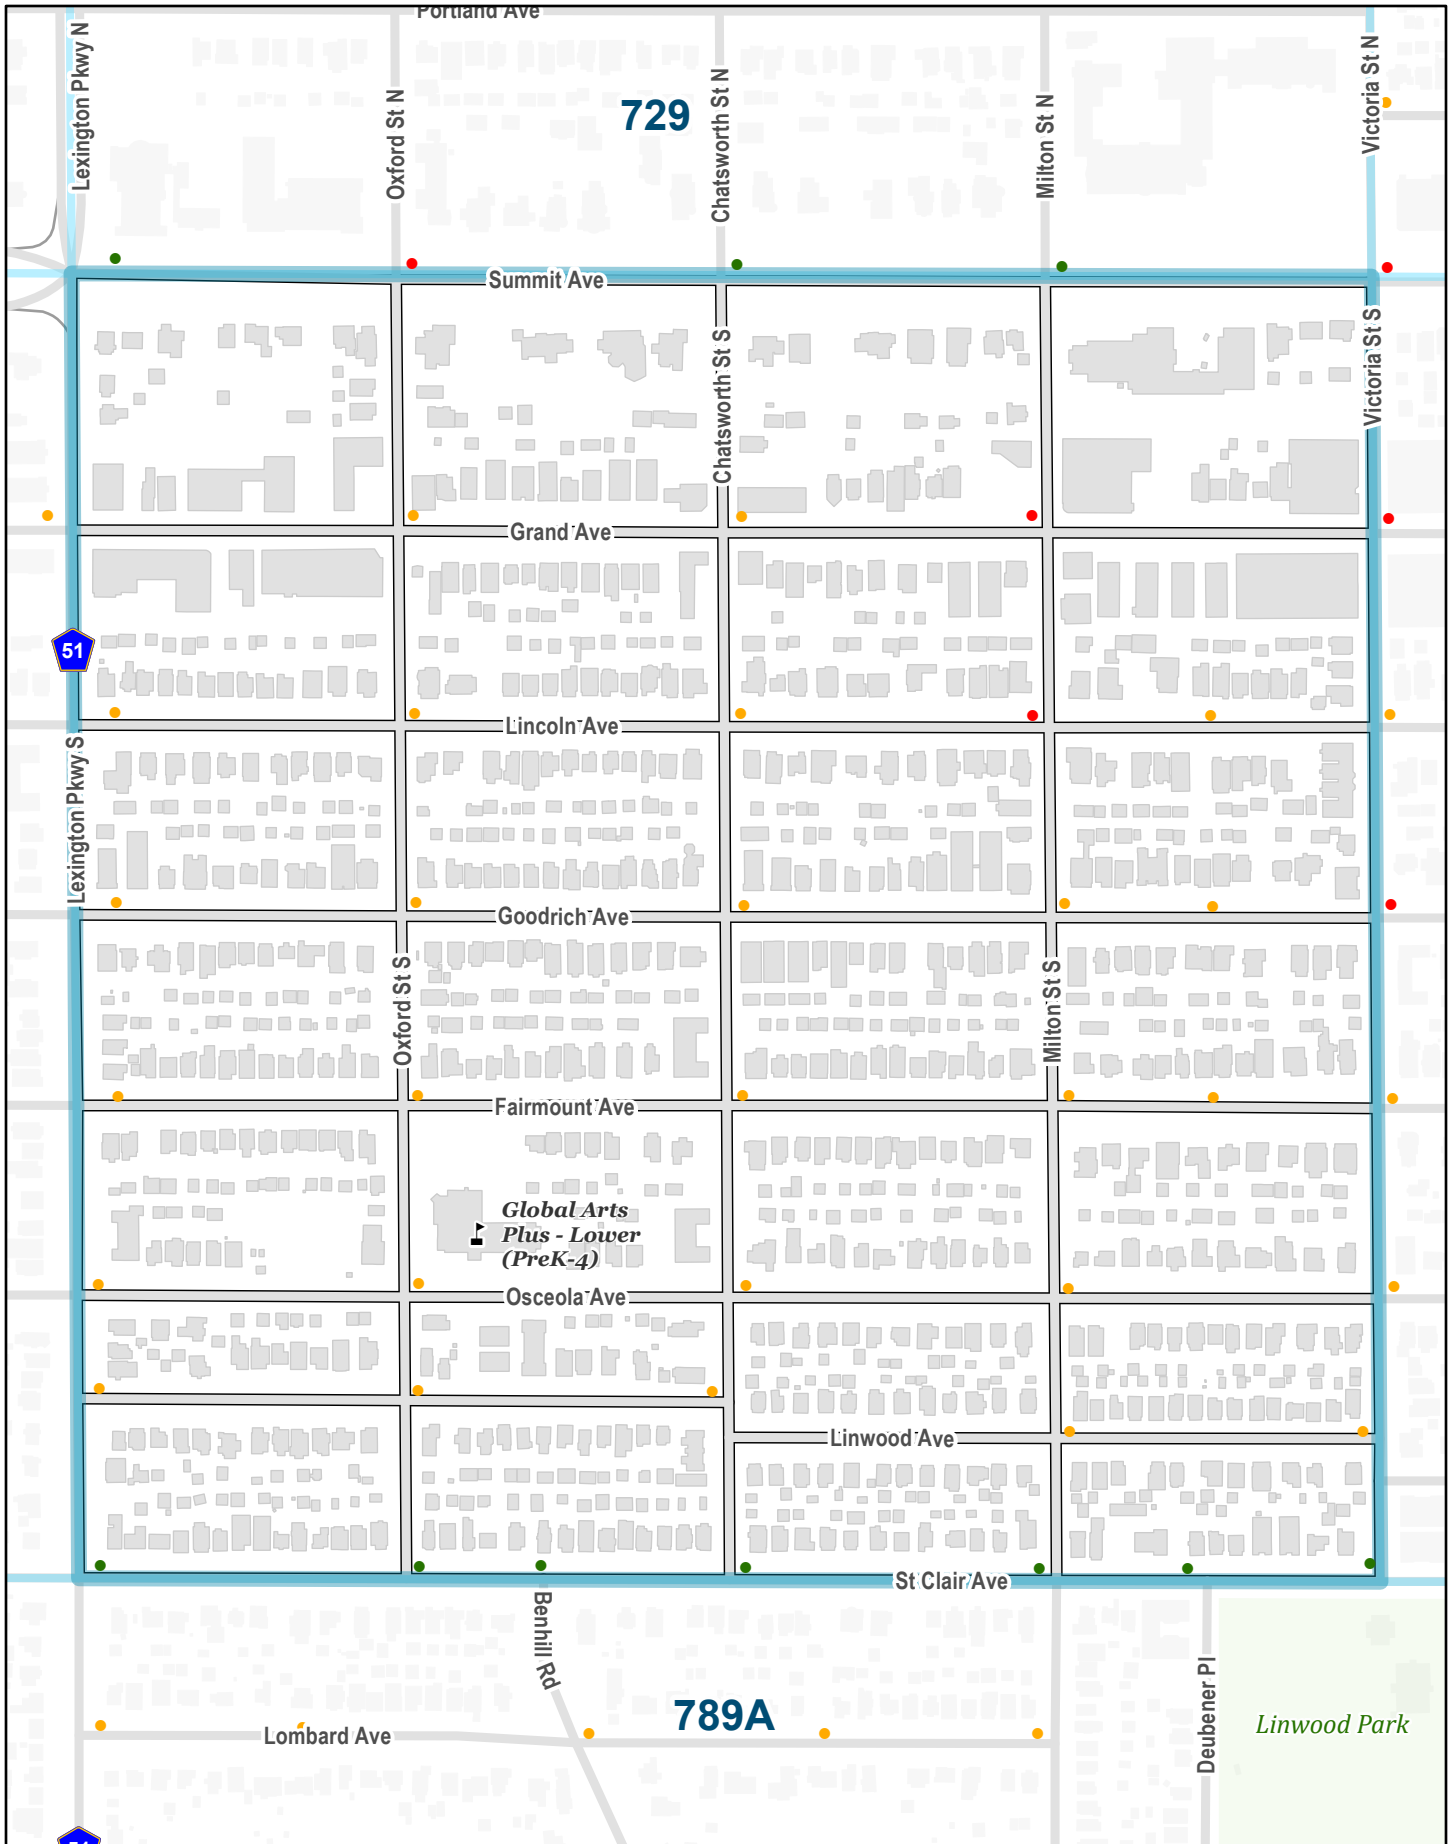 Portland Ave
Lexington Pkwy N
Oxford St N
729
Chatsworth St N
Milton St N
Victoria St N
Summit Ave
Chatsworth St S
Victoria St S
Grand Ave
51
Lincoln Ave
Lexington Pkwy S
Goodrich Ave
Oxford St S
Milton St S
Fairmount Ave
Global Arts
Plus - Lower
(PreK-4)
Osceola Ave
Linwood Ave
St Clair Ave
Benhill Rd
789A
Deubener Pl
Linwood Park
Lombard Ave